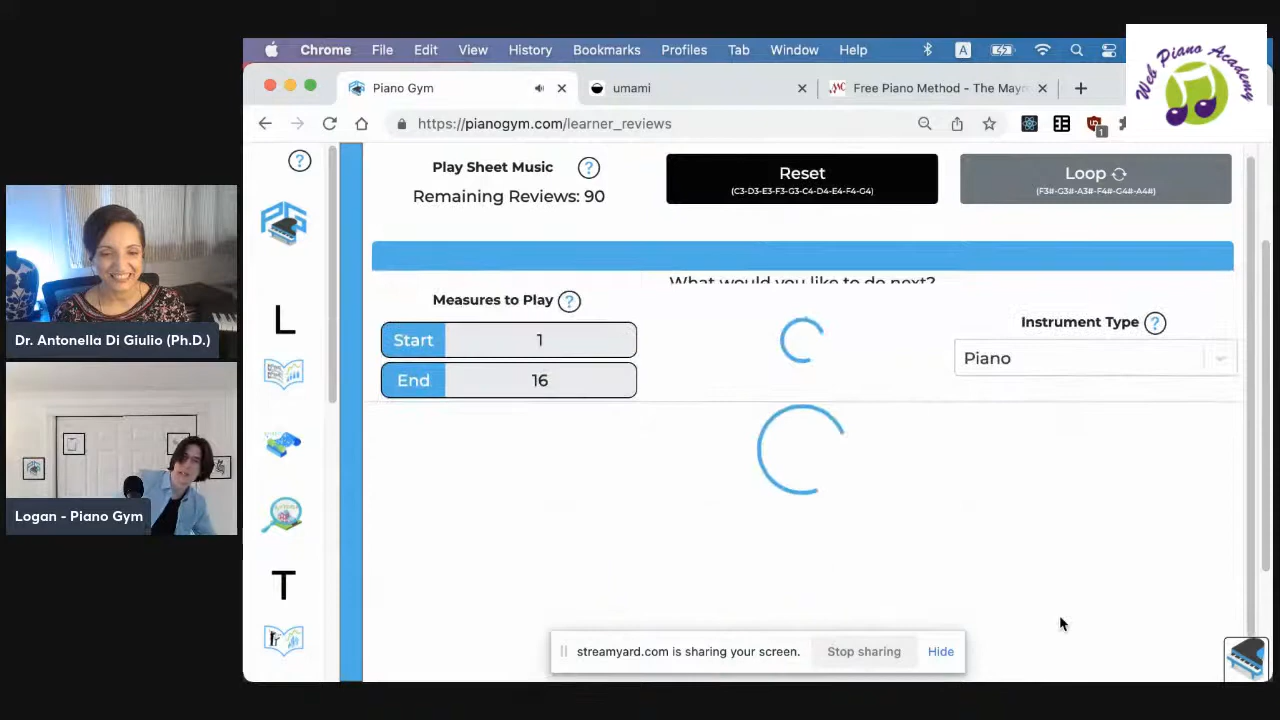 Chrome File Edit View History Bookmarks Profiles Tab Window Help
A
Web Piano Academy
Piano Gym
umami
Free Piano Method - The Mayr
https://pianogym.com/learner_reviews
1
PG
L
T
Play Sheet Music
Remaining Reviews: 90
Reset
(C3-D3-E3-F3-G3-C4-D4-E4-F4-G4)
Loop
(F3#-G3#-A3#-F4#-G4#-A4#)
What would you like to do next?
Measures to Play
Start 1
End 16
Instrument Type
Piano
Dr. Antonella Di Giulio (Ph.D.)
Logan - Piano Gym
streamyard.com is sharing your screen. Stop sharing Hide